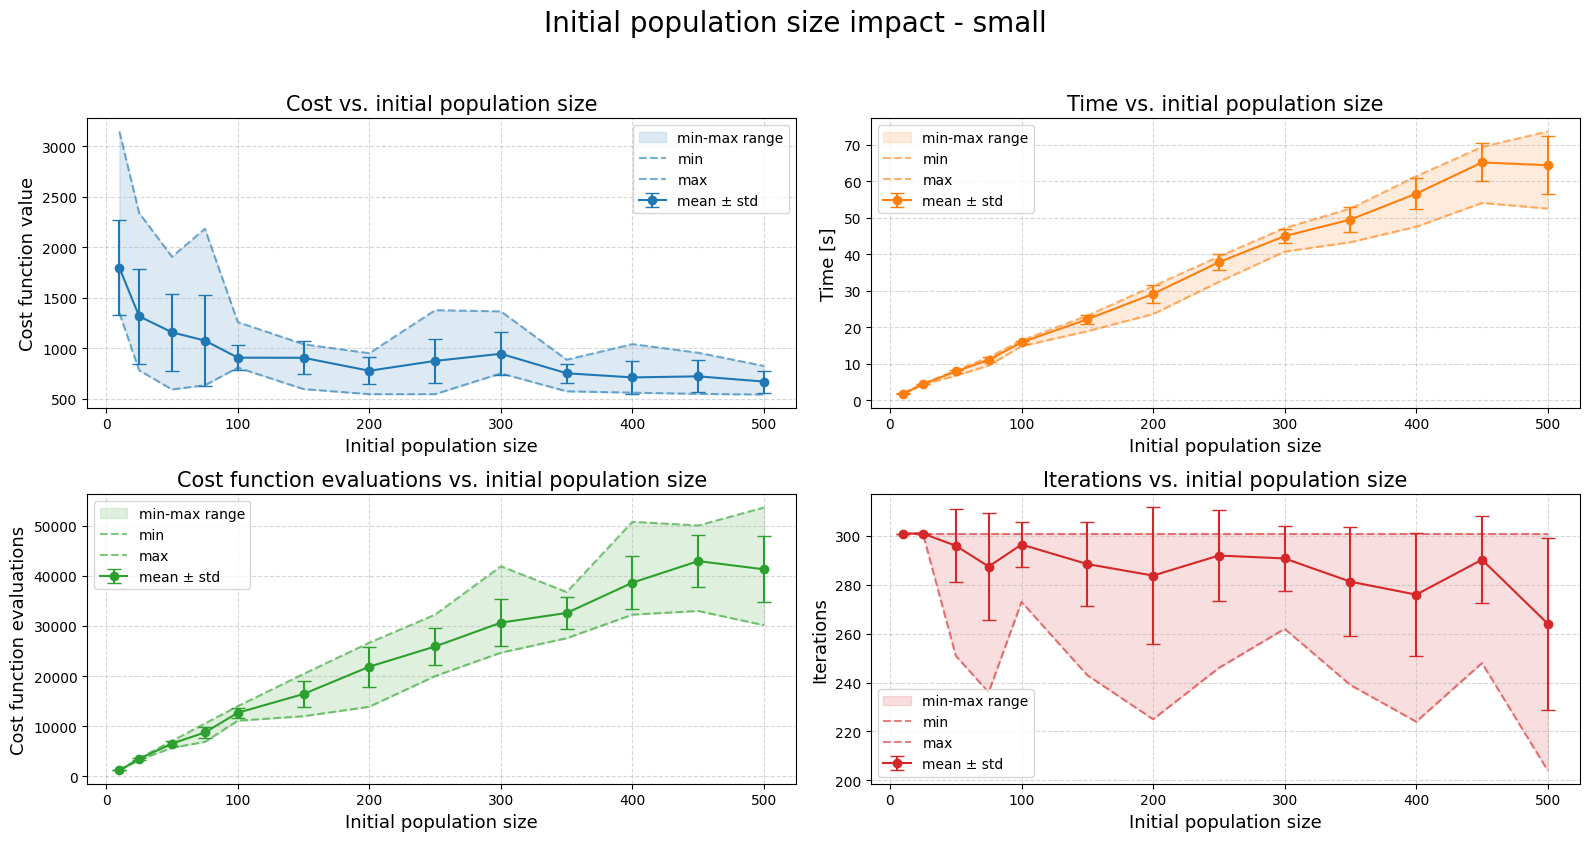 Initial population size impact - small
Cost vs. initial population size
Cost function value
3000
2500
2000
1500
1000
500
min-max range
min
max
mean ± std
0
100
200
300
400
500
Initial population size
Time vs. initial population size
Time [s]
70
60
50
40
30
20
10
0
min-max range
min
max
mean ± std
0
100
200
300
400
500
Initial population size
Cost function evaluations vs. initial population size
Cost function evaluations
50000
40000
30000
20000
10000
0
min-max range
min
max
mean ± std
0
100
200
300
400
500
Initial population size
Iterations vs. initial population size
Iterations
300
280
260
240
220
200
min-max range
min
max
mean ± std
0
100
200
300
400
500
Initial population size